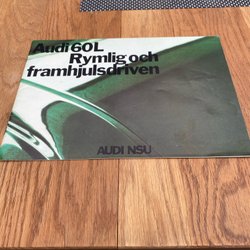 Audi 60L
Rymlig och
framhjulsdriven
AUDI NSU